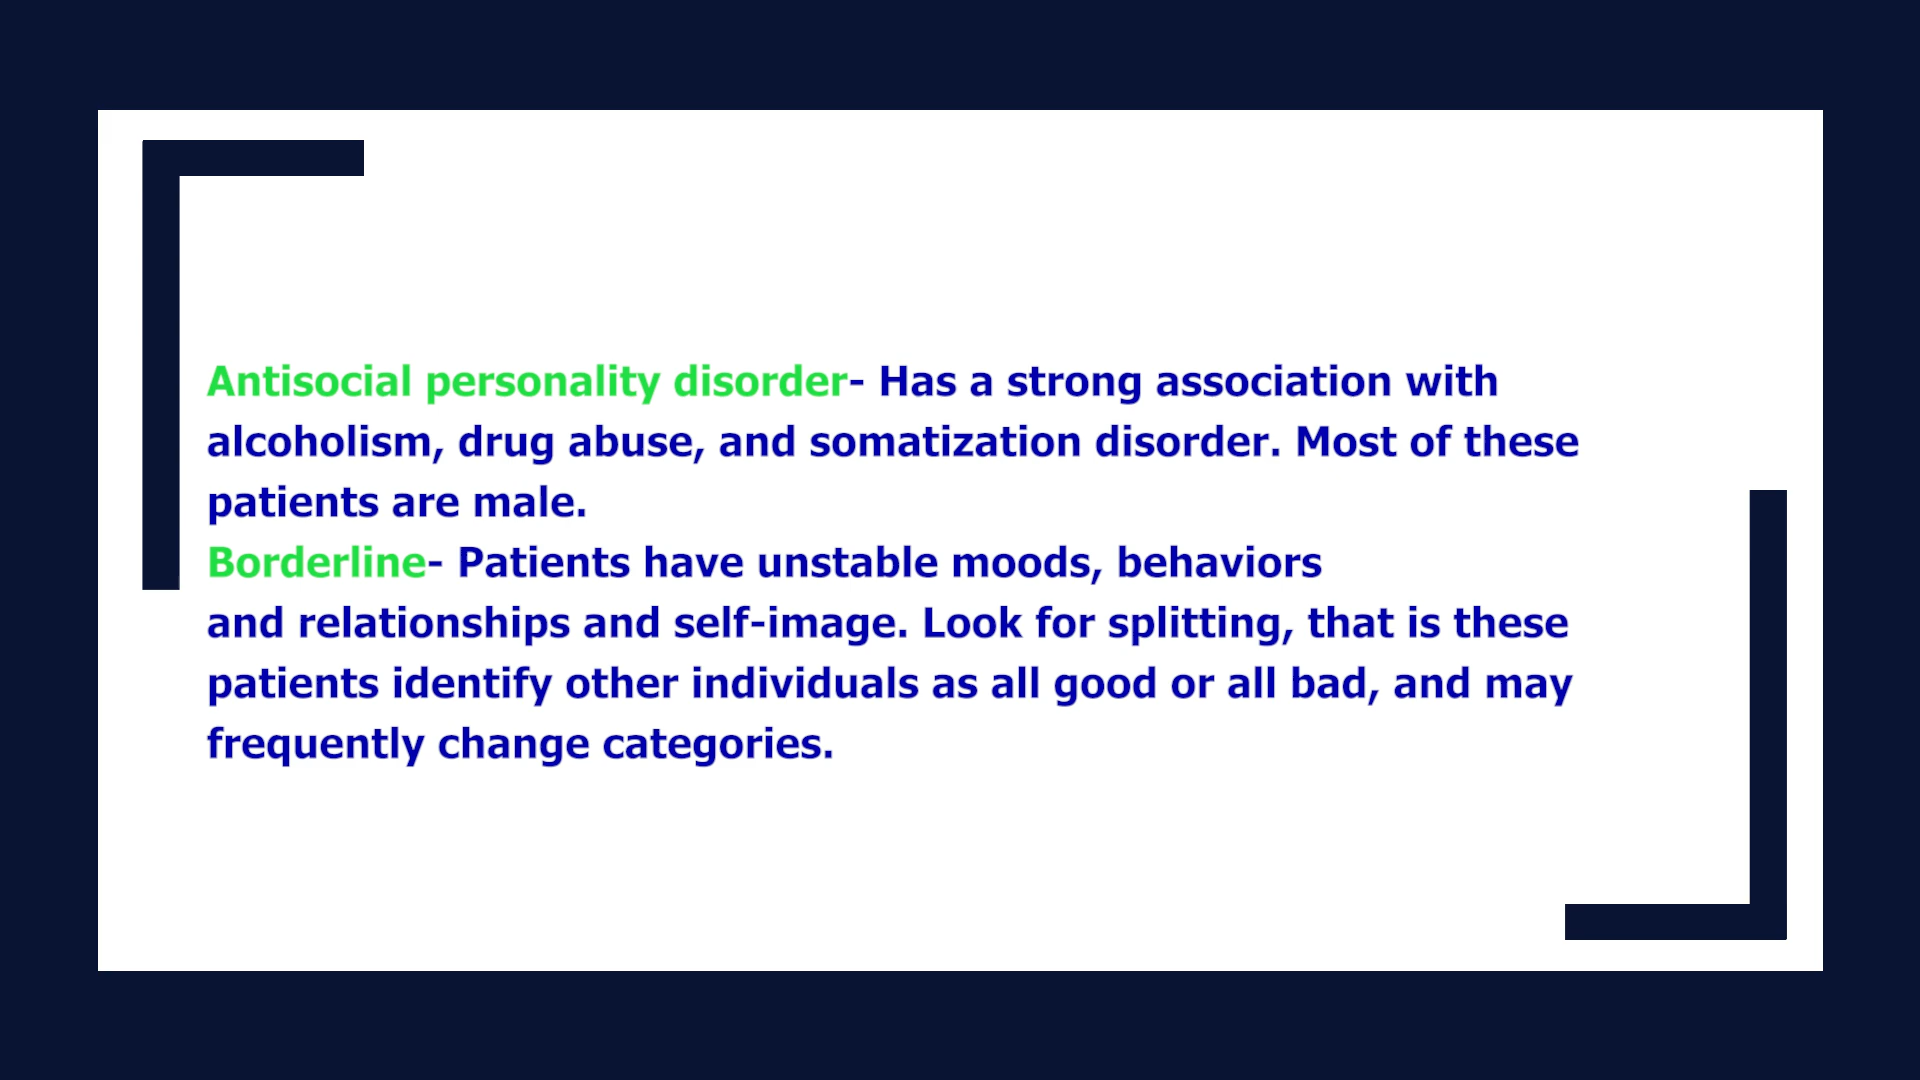 Antisocial personality disorder- Has a strong association with
alcoholism, drug abuse, and somatization disorder. Most of these
patients are male.
Borderline- Patients have unstable moods, behaviors
and relationships and self-image. Look for splitting, that is these
patients identify other individuals as all good or all bad, and may
frequently change categories.